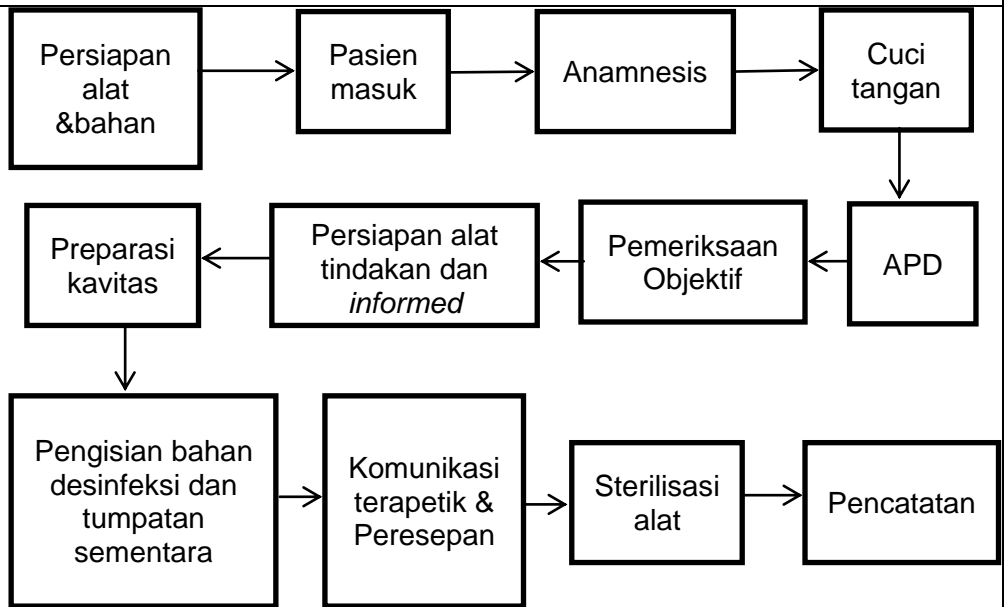 Persiapan
alat
&bahan
Pasien
masuk
Anamnesis
Cuci
tangan
APD
Pemeriksaan
Objektif
Persiapan alat
tindakan dan
informed
Preparasi
kavitas
Pengisian bahan
desinfeksi dan
tumpatan
sementara
Komunikasi
terapetik &
Peresepan
Sterilisasi
alat
Pencatatan